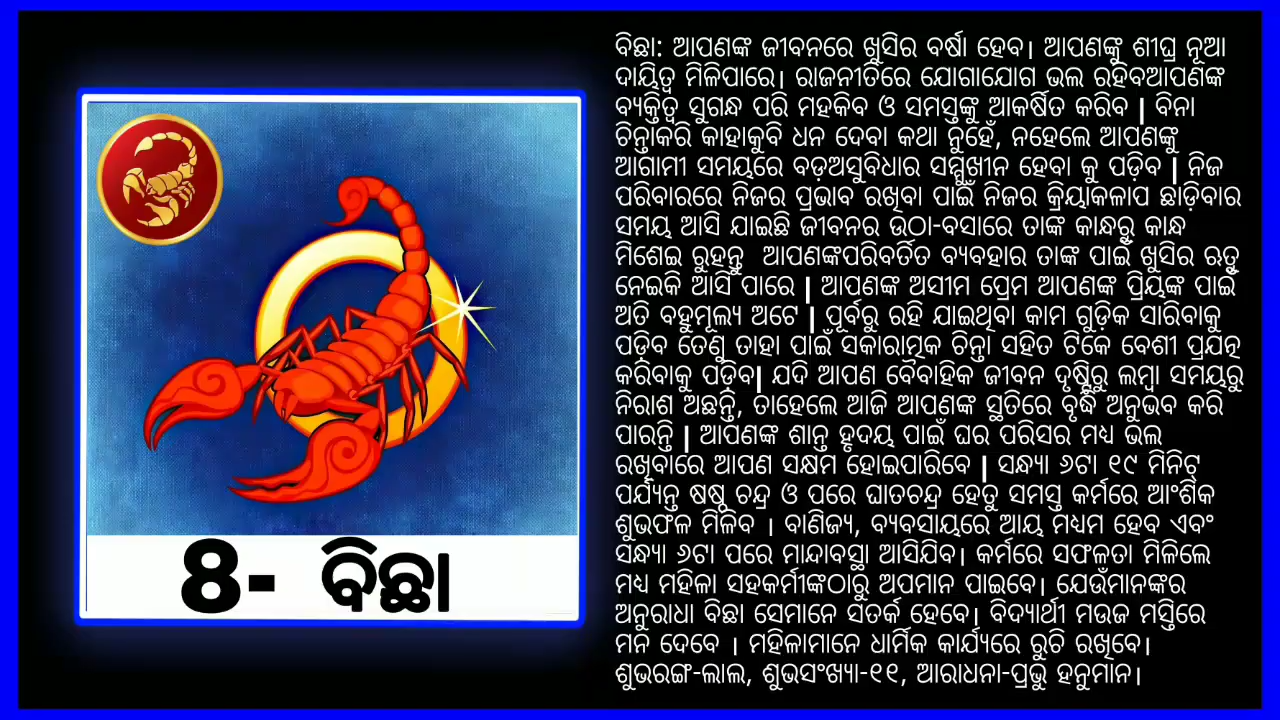 ବିଛା: ଆପଣଙ୍କ ଜୀବନରେ ଖୁସିର ବର୍ଷା ହେବ। ଆପଣଙ୍କୁ ଶୀଘ୍ର ନୂଆ
ଦାୟିତ୍ୱ ମିଳିପାରେ। ରାଜନୀତିରେ ଯୋଗାଯୋଗ ଭଲ ରହିବଆପଣଙ୍କ
ବ୍ୟକ୍ତିତ୍ୱ ସୁଗନ୍ଧ ପରି ମହକିବ ଓ ସମସ୍ତଙ୍କୁ ଆକର୍ଷିତ କରିବ | ବିନା
ଚିନ୍ତାକରି କାହାକୁବି ଧନ ଦେବା କଥା ନୁହେଁ, ନହେଲେ ଆପଣଙ୍କୁ
ଆଗାମୀ ସମୟରେ ବଡ଼ଅସୁବିଧାର ସମ୍ମୁଖୀନ ହେବା କୁ ପଡ଼ିବ | ନିଜ
ପରିବାରରେ ନିଜର ପ୍ରଭାବ ରଖିବା ପାଇଁ ନିଜର କ୍ରିୟାକଳାପ ଛାଡ଼ିବାର
ସମୟ ଆସି ଯାଇଛି ଜୀବନର ଉଠା-ବସାରେ ତାଙ୍କ କାନ୍ଧରୁ କାନ୍ଧ
ମିଶେଇ ରୁହନ୍ତୁ ଆପଣଙ୍କପରିବର୍ତିତ ବ୍ୟବହାର ତାଙ୍କ ପାଇଁ ଖୁସିର ଋତୁ
ନେଇକି ଆସି ପାରେ | ଆପଣଙ୍କ ଅସୀମ ପ୍ରେମ ଆପଣଙ୍କ ପ୍ରିୟଙ୍କ ପାଇଁ
ଅତି ବହୁମୂଲ୍ୟ ଅଟେ | ପୂର୍ବରୁ ରହି ଯାଇଥିବା କାମ ଗୁଡ଼ିକ ସାରିବାକୁ
ପଡ଼ିବ ତେଣୁ ତାହା ପାଇଁ ସକାରାତ୍ମକ ଚିନ୍ତା ସହିତ ଟିକେ ବେଶୀ ପ୍ରଯତ୍ନ
କରିବାକୁ ପଡ଼ିବ| ଯଦି ଆପଣ ବୈବାହିକ ଜୀବନ ଦୃଷ୍ଟିରୁ ଲମ୍ବା ସମୟରୁ
ନିରାଶ ଅଛନ୍ତି, ତାହେଲେ ଆଜି ଆପଣଙ୍କ ସ୍ଥତିରେ ବୃଦ୍ଧି ଅନୁଭବ କରି
ପାରନ୍ତି | ଆପଣଙ୍କ ଶାନ୍ତ ହୃଦୟ ପାଇଁ ଘର ପରିସର ମଧ୍ୟ ଭଲ
ରଖିବାରେ ଆପଣ ସକ୍ଷମ ହୋଇପାରିବେ | ସନ୍ଧ୍ୟା ୬ଟା ୧୯ ମିନିଟ୍
ପର୍ଯ୍ୟନ୍ତ ଷଷ୍ଠ ଚନ୍ଦ୍ର ଓ ପରେ ଘାତଚନ୍ଦ୍ର ହେତୁ ସମସ୍ତ କର୍ମରେ ଆଂଶିକ
ଶୁଭଫଳ ମିଳିବ । ବାଣିଜ୍ୟ, ବ୍ୟବସାୟରେ ଆୟ ମଧ୍ୟମ ହେବ ଏବଂ
ସନ୍ଧ୍ୟା ୬ଟା ପରେ ମାନ୍ଦାବସ୍ଥା ଆସିଯିବ। କର୍ମରେ ସଫଳତା ମିଳିଲେ
ମଧ୍ୟ ମହିଳା ସହକର୍ମୀଙ୍କଠାରୁ ଅପମାନ ପାଇବେ। ଯେଉଁମାନଙ୍କର
ଅନୁରାଧା ବିଛା ସେମାନେ ସତର୍କ ହେବେ। ବିଦ୍ୟାର୍ଥୀ ମଉଜ ମସ୍ତିରେ
ମନ ଦେବେ । ମହିଳାମାନେ ଧାର୍ମିକ କାର୍ଯ୍ୟରେ ରୁଚି ରଖିବେ।
ଶୁଭରଙ୍ଗ-ଲାଲ, ଶୁଭସଂଖ୍ୟା-୧୧, ଆରାଧନା-ପ୍ରଭୁ ହନୁମାନ।
8- ବିଛା